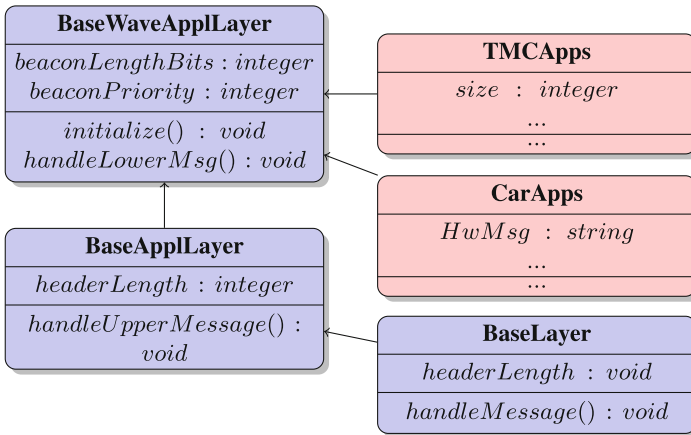 BaseWaveApplLayer
beaconLengthBits : integer
beaconPriority : integer
initialize() : void
handleLowerMsg() : void
BaseApplLayer
headerLength : integer
handleUpperMessage() :
void
TMCApps
size : integer
...
...
CarApps
HwMsg : string
...
...
BaseLayer
headerLength : void
handleMessage() : void